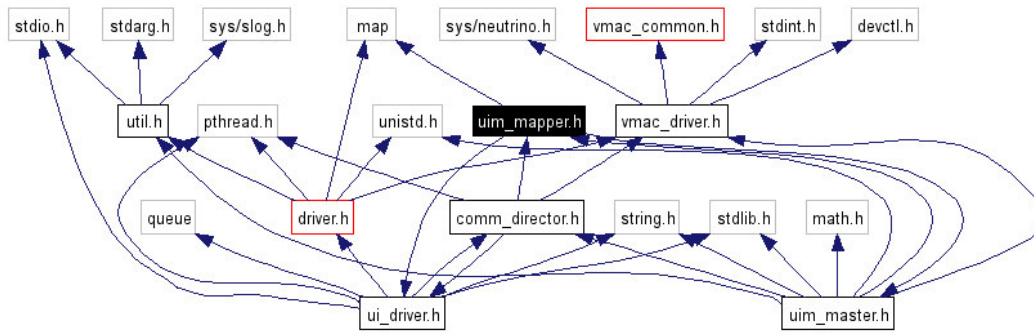 stdio.h
stdarg.h
sys/slog.h
map
sys/neutrino.h
vmac_common.h
stdint.h
devctl.h
util.h
pthread.h
unistd.h
uim_mapper.h
vmac_driver.h
queue
driver.h
comm_director.h
string.h
stdlib.h
math.h
ui_driver.h
uim_master.h